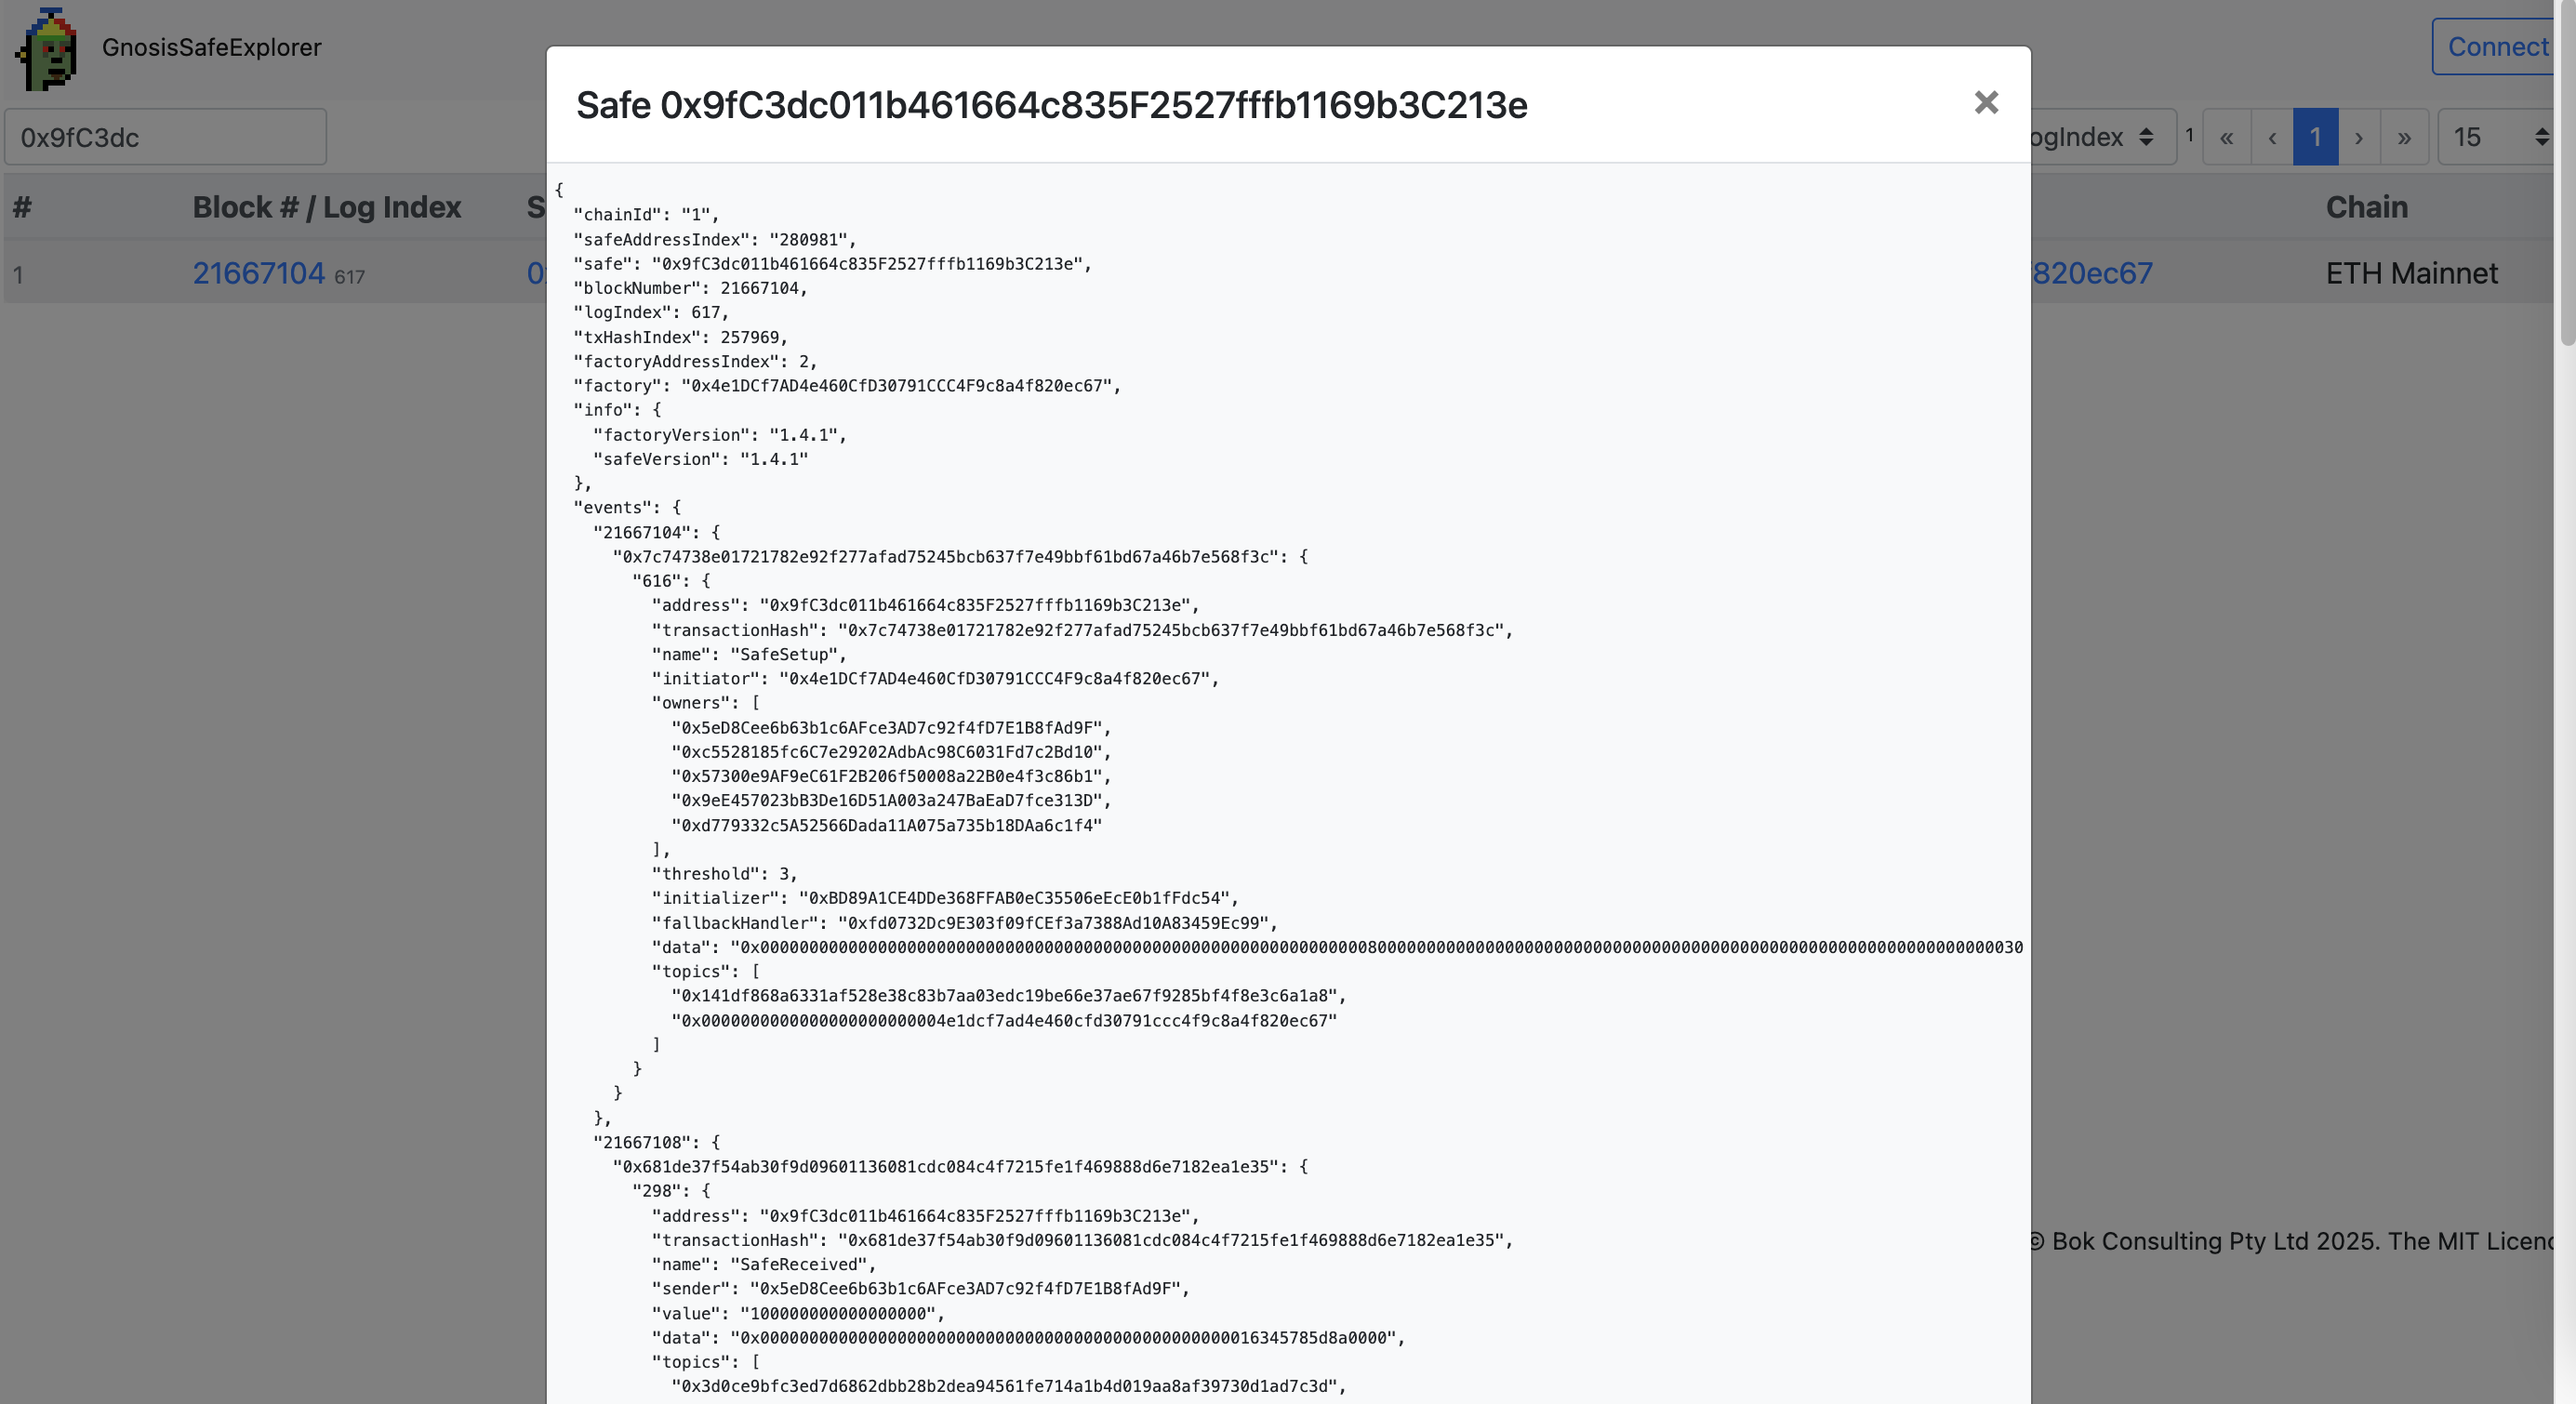 GnosisSafeExplorer
Connect
0x9fC3dc
ogIndex
1
«
‹
1
›
»
15
# Block # / Log Index S Chain
1 21667104 617 0 820ec67 ETH Mainnet
Safe 0x9fC3dc011b461664c835F2527fffb1169b3C213e
×
{
"chainId": "1",
"safeAddressIndex": "280981",
"safe": "0x9fC3dc011b461664c835F2527fffb1169b3C213e",
"blockNumber": 21667104,
"logIndex": 617,
"txHashIndex": 257969,
"factoryAddressIndex": 2,
"factory": "0x4e1DCf7AD4e460CfD30791CCC4F9c8a4f820ec67",
"info": {
"factoryVersion": "1.4.1",
"safeVersion": "1.4.1"
},
"events": {
"21667104": {
"0x7c74738e01721782e92f277afad75245bcb637f7e49bbf61bd67a46b7e568f3c": {
"616": {
"address": "0x9fC3dc011b461664c835F2527fffb1169b3C213e",
"transactionHash": "0x7c74738e01721782e92f277afad75245bcb637f7e49bbf61bd67a46b7e568f3c",
"name": "SafeSetup",
"initiator": "0x4e1DCf7AD4e460CfD30791CCC4F9c8a4f820ec67",
"owners": [
"0x5eD8Cee6b63b1c6AFce3AD7c92f4fD7E1B8fAd9F",
"0xc5528185fc6C7e29202AdbAc98C6031Fd7c2Bd10",
"0x57300e9AF9eC61F2B206f50008a22B0e4f3c86b1",
"0x9eE457023bB3De16D51A003a247BaEaD7fce313D",
"0xd779332c5A52566Dada11A075a735b18DAa6c1f4"
],
"threshold": 3,
"initializer": "0xBD89A1CE4DDe368FFAB0eC35506eEcE0b1fFdc54",
"fallbackHandler": "0xfd0732Dc9E303f09fCEf3a7388Ad10A83459Ec99",
"data":
"topics": [
"0x141df868a6331af528e38c83b7aa03edc19be66e37ae67f9285bf4f8e3c6a1a8",
"0x0000000000000000000000004e1dcf7ad4e460cfd30791ccc4f9c8a4f820ec67"
]
}
}
},
"21667108": {
"0x681de37f54ab30f9d09601136081cdc084c4f7215fe1f469888d6e7182ea1e35": {
"298": {
"address": "0x9fC3dc011b461664c835F2527fffb1169b3C213e",
"transactionHash": "0x681de37f54ab30f9d09601136081cdc084c4f7215fe1f469888d6e7182ea1e35",
"name": "SafeReceived",
"sender": "0x5eD8Cee6b63b1c6AFce3AD7c92f4fD7E1B8fAd9F",
"value": "100000000000000000",
"data": "0x000000000000000000000000000000000000000000000000016345785d8a0000",
"topics": [
"0x3d0ce9bfc3ed7d6862dbb28b2dea94561fe714a1b4d019aa8af39730d1ad7c3d",
© Bok Consulting Pty Ltd 2025. The MIT Licenc